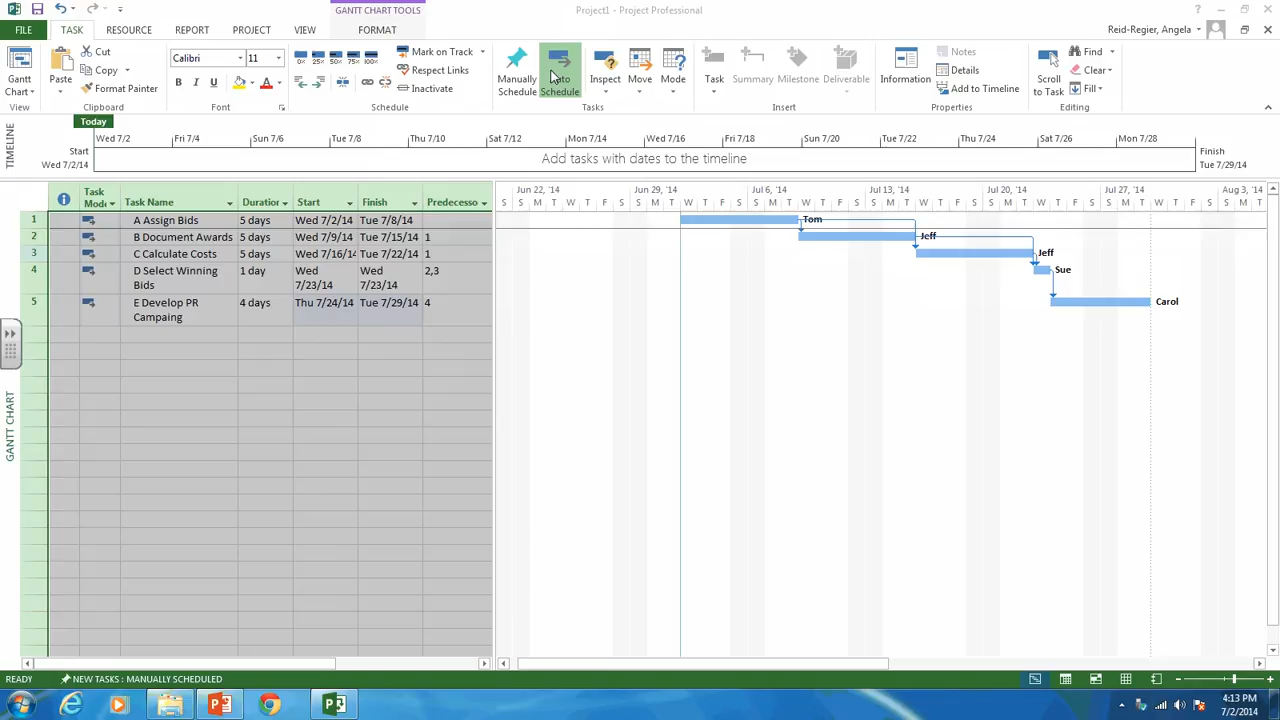 GANTT CHART TOOLS
Project1 - Project Professional
FILE TASK RESOURCE REPORT PROJECT VIEW FORMAT
Reid-Regier, Angela
Gantt Chart
View
Paste
Cut
Copy
Format Painter
Clipboard
Calibri 11
B I U
Font
0% 25% 50% 75% 100%
Mark on Track
Respect Links
Inactivate
Schedule
Manually Schedule
Auto Schedule
Inspect
Move
Mode
Tasks
Task
Summary
Milestone
Deliverable
Insert
Information
Notes
Details
Add to Timeline
Properties
Scroll to Task
Find
Clear
Fill
Editing
TIMELINE
Today
Wed 7/2 Fri 7/4 Sun 7/6 Tue 7/8 Thu 7/10 Sat 7/12 Mon 7/14 Wed 7/16 Fri 7/18 Sun 7/20 Tue 7/22 Thu 7/24 Sat 7/26 Mon 7/28
Start
Wed 7/2/14
Add tasks with dates to the timeline
Finish
Tue 7/29/14
GANTT CHART
Task Mode Task Name Duration Start Finish Predecesso
1 A Assign Bids 5 days Wed 7/2/14 Tue 7/8/14
2 B Document Awards 5 days Wed 7/9/14 Tue 7/15/14 1
3 C Calculate Costs 5 days Wed 7/16/14 Tue 7/22/14 1
4 D Select Winning Bids 1 day Wed 7/23/14 Wed 7/23/14 2,3
5 E Develop PR Campaing 4 days Thu 7/24/14 Tue 7/29/14 4
Jun 22, '14 Jun 29, '14 Jul 6, '14 Jul 13, '14 Jul 20, '14 Jul 27, '14 Aug 3, '14
S S M T W T F S S M T W T F S S M T W T F S S M T W T F S S M T W T F S S M T W T F S S M T
Tom
Jeff
Jeff
Sue
Carol
READY NEW TASKS : MANUALLY SCHEDULED
4:13 PM
7/2/2014